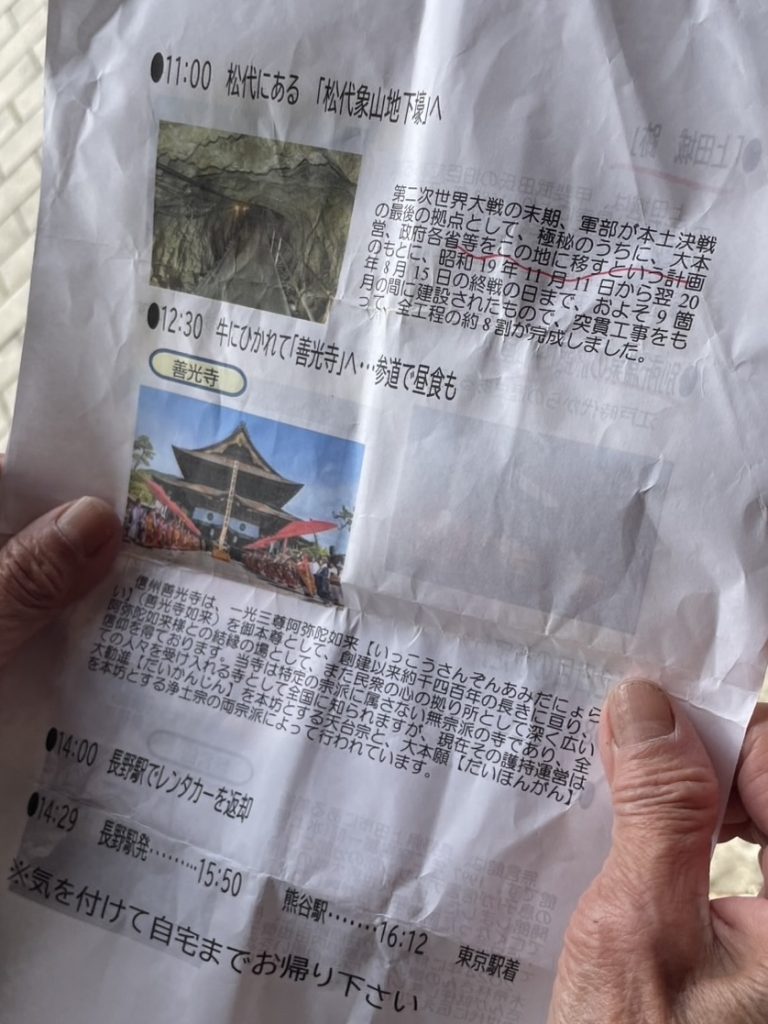 ●11:00 松代にある 「松代象山地下壕」へ
第二次世界大戦の末期、軍部が本土決戦
の最後の拠点として、極秘のうちに、大本
営、政府各省等をこの地に移すという計画
のもとに、昭和 19 年 11 月 11 日から翌 20
年 8 月 15 日の終戦の日まで、およそ 9 箇
月の間に建設されたもので、突貫工事をも
って、全工程の約 8 割が完成しました。
●12:30 牛にひかれて「善光寺」へ…参道で昼食も
善光寺
信州善光寺は、一光三尊阿弥陀如来【いっこうさんぞんあみだにょら
い】（善光寺如来）を御本尊として、創建以来約千四百年の長きに亘り、
阿弥陀如来様との結縁の場として、また民衆の心の拠り所として深く広い
信仰を得ております。当寺は特定の宗派に属さない無宗派の寺であり、全
ての人々を受け入れる寺として全国に知られますが、現在その護持運営は
大勧進【だいかんじん】を本坊とする天台宗と、大本願【だいほんがん】
を本坊とする浄土宗の両宗派によって行われています。
●14:00 長野駅でレンタカーを返却
●14:29 長野駅発………15:50 熊谷駅……‥16:12 東京駅着
※気を付けて自宅までお帰り下さい
「上田城 跡」